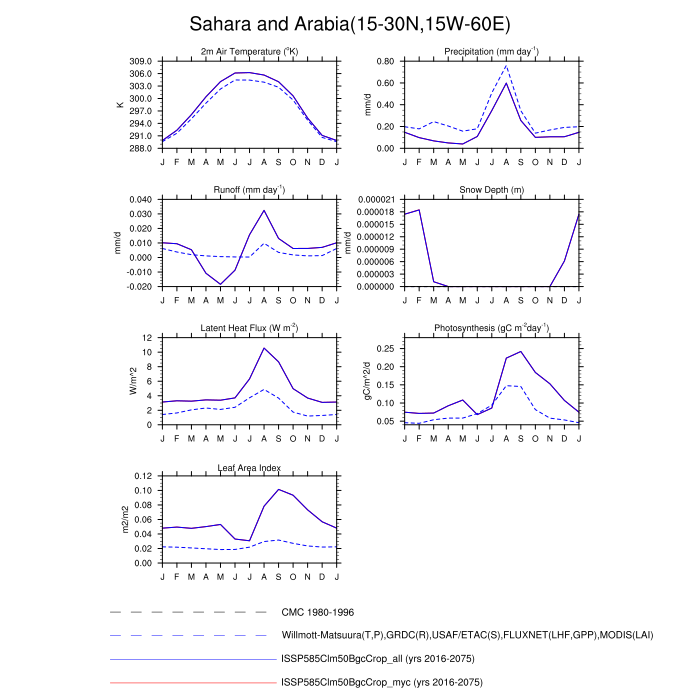 Sahara and Arabia(15-30N,15W-60E)
2m Air Temperature (°K)
K
309.0
306.0
303.0
300.0
297.0
294.0
291.0
288.0
J F M A M J J A S O N D J
Precipitation (mm day⁻¹)
mm/d
0.80
0.60
0.40
0.20
0.00
J F M A M J J A S O N D J
Runoff (mm day⁻¹)
mm/d
0.040
0.030
0.020
0.010
0.000
-0.010
-0.020
J F M A M J J A S O N D J
Snow Depth (m)
mm/d
0.000021
0.000018
0.000015
0.000012
0.000009
0.000006
0.000003
0.000000
J F M A M J J A S O N D J
Latent Heat Flux (W m⁻²)
W/m^2
12
10
8
6
4
2
0
J F M A M J J A S O N D J
Photosynthesis (gC m⁻²day⁻¹)
gC/m^2/d
0.25
0.20
0.15
0.10
0.05
J F M A M J J A S O N D J
Leaf Area Index
m2/m2
0.12
0.10
0.08
0.06
0.04
0.02
0.00
J F M A M J J A S O N D J
CMC 1980-1996
Willmott-Matsuura(T,P),GRDC(R),USAF/ETAC(S),FLUXNET(LHF,GPP),MODIS(LAI)
ISSP585Clm50BgcCrop_all (yrs 2016-2075)
ISSP585Clm50BgcCrop_myc (yrs 2016-2075)